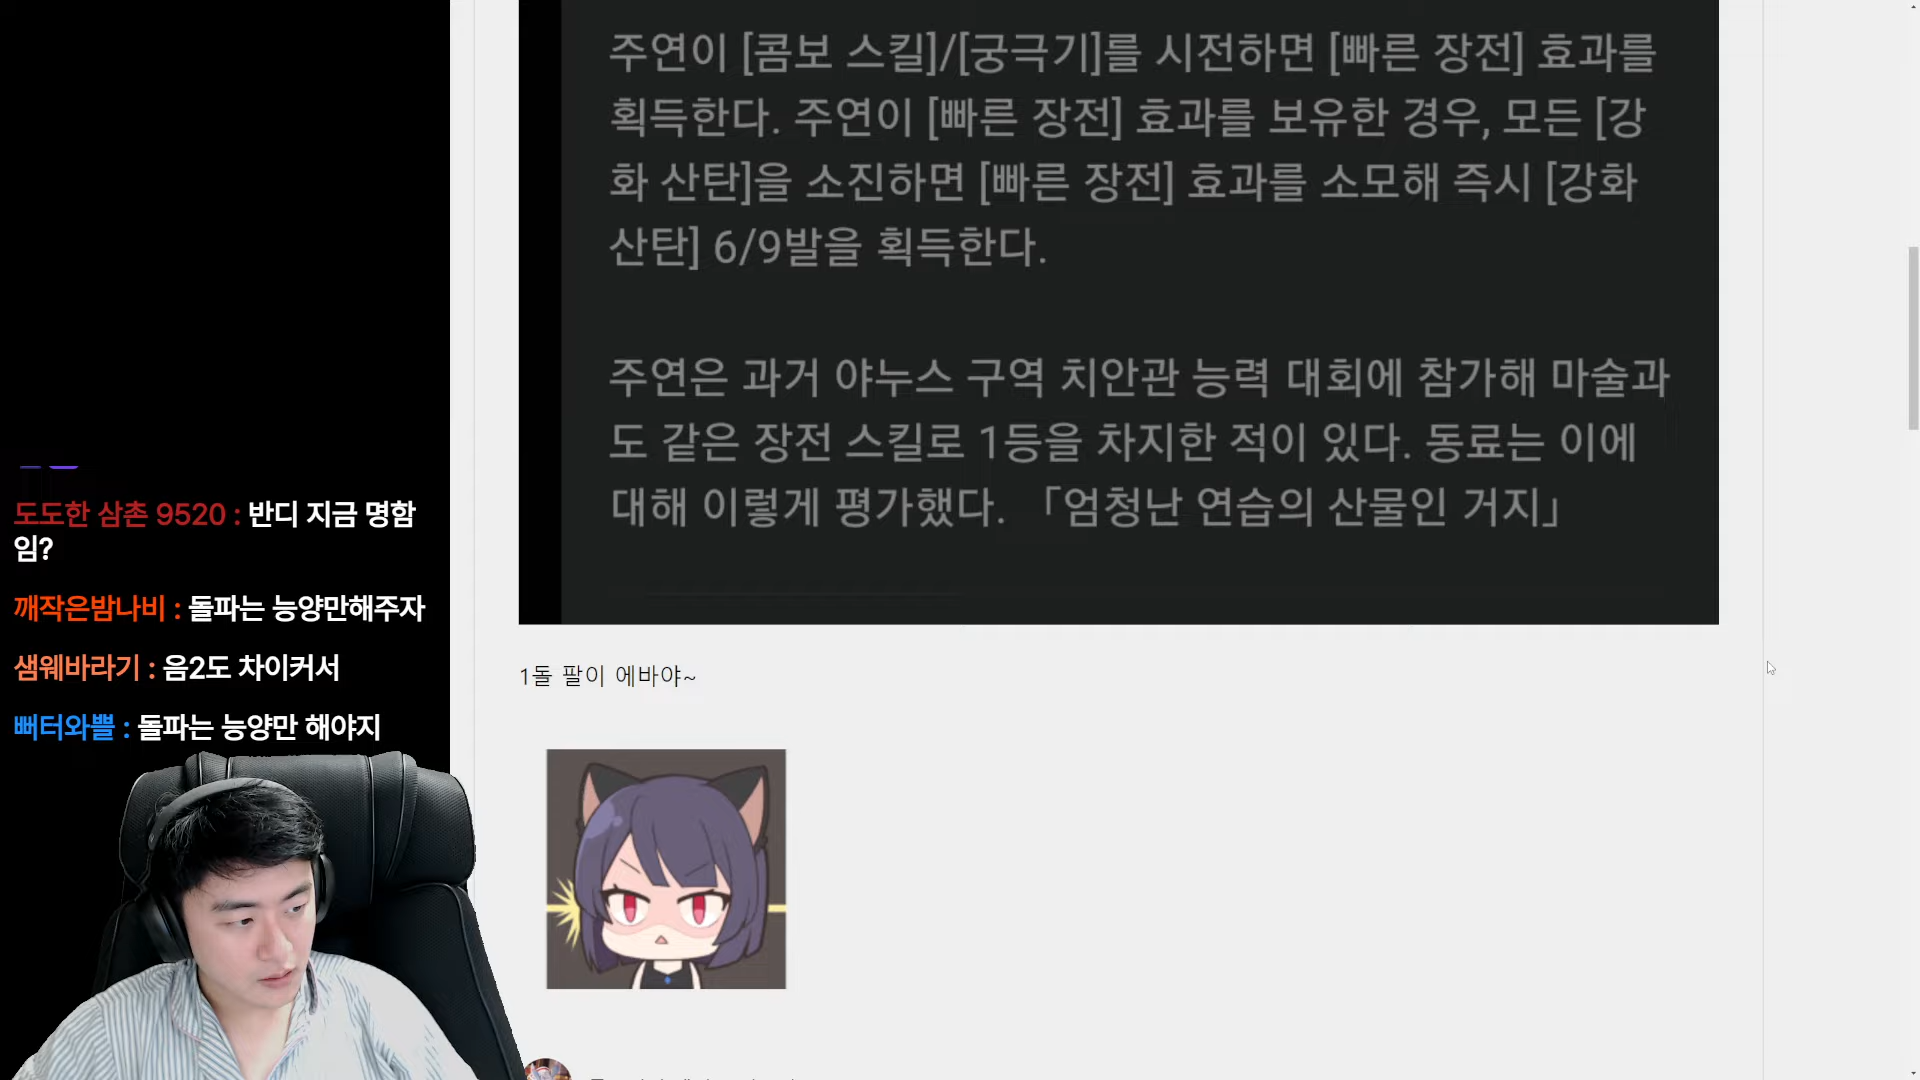 주연이 [콤보 스킬]/[궁극기]를 시전하면 [빠른 장전] 효과를
획득한다. 주연이 [빠른 장전] 효과를 보유한 경우, 모든 [강
화 산탄]을 소진하면 [빠른 장전] 효과를 소모해 즉시 [강화
산탄] 6/9발을 획득한다.
주연은 과거 야누스 구역 치안관 능력 대회에 참가해 마술과
도 같은 장전 스킬로 1등을 차지한 적이 있다. 동료는 이에
대해 이렇게 평가했다. 「엄청난 연습의 산물인 거지」
1돌 팔이 에바야~
도도한 삼촌 9520 : 반디 지금 명함
임?
깨작은밤나비 : 돌파는 능양만해주자
샘웨바라기 : 음2도 차이커서
뻐터와쁠 : 돌파는 능양만 해야지